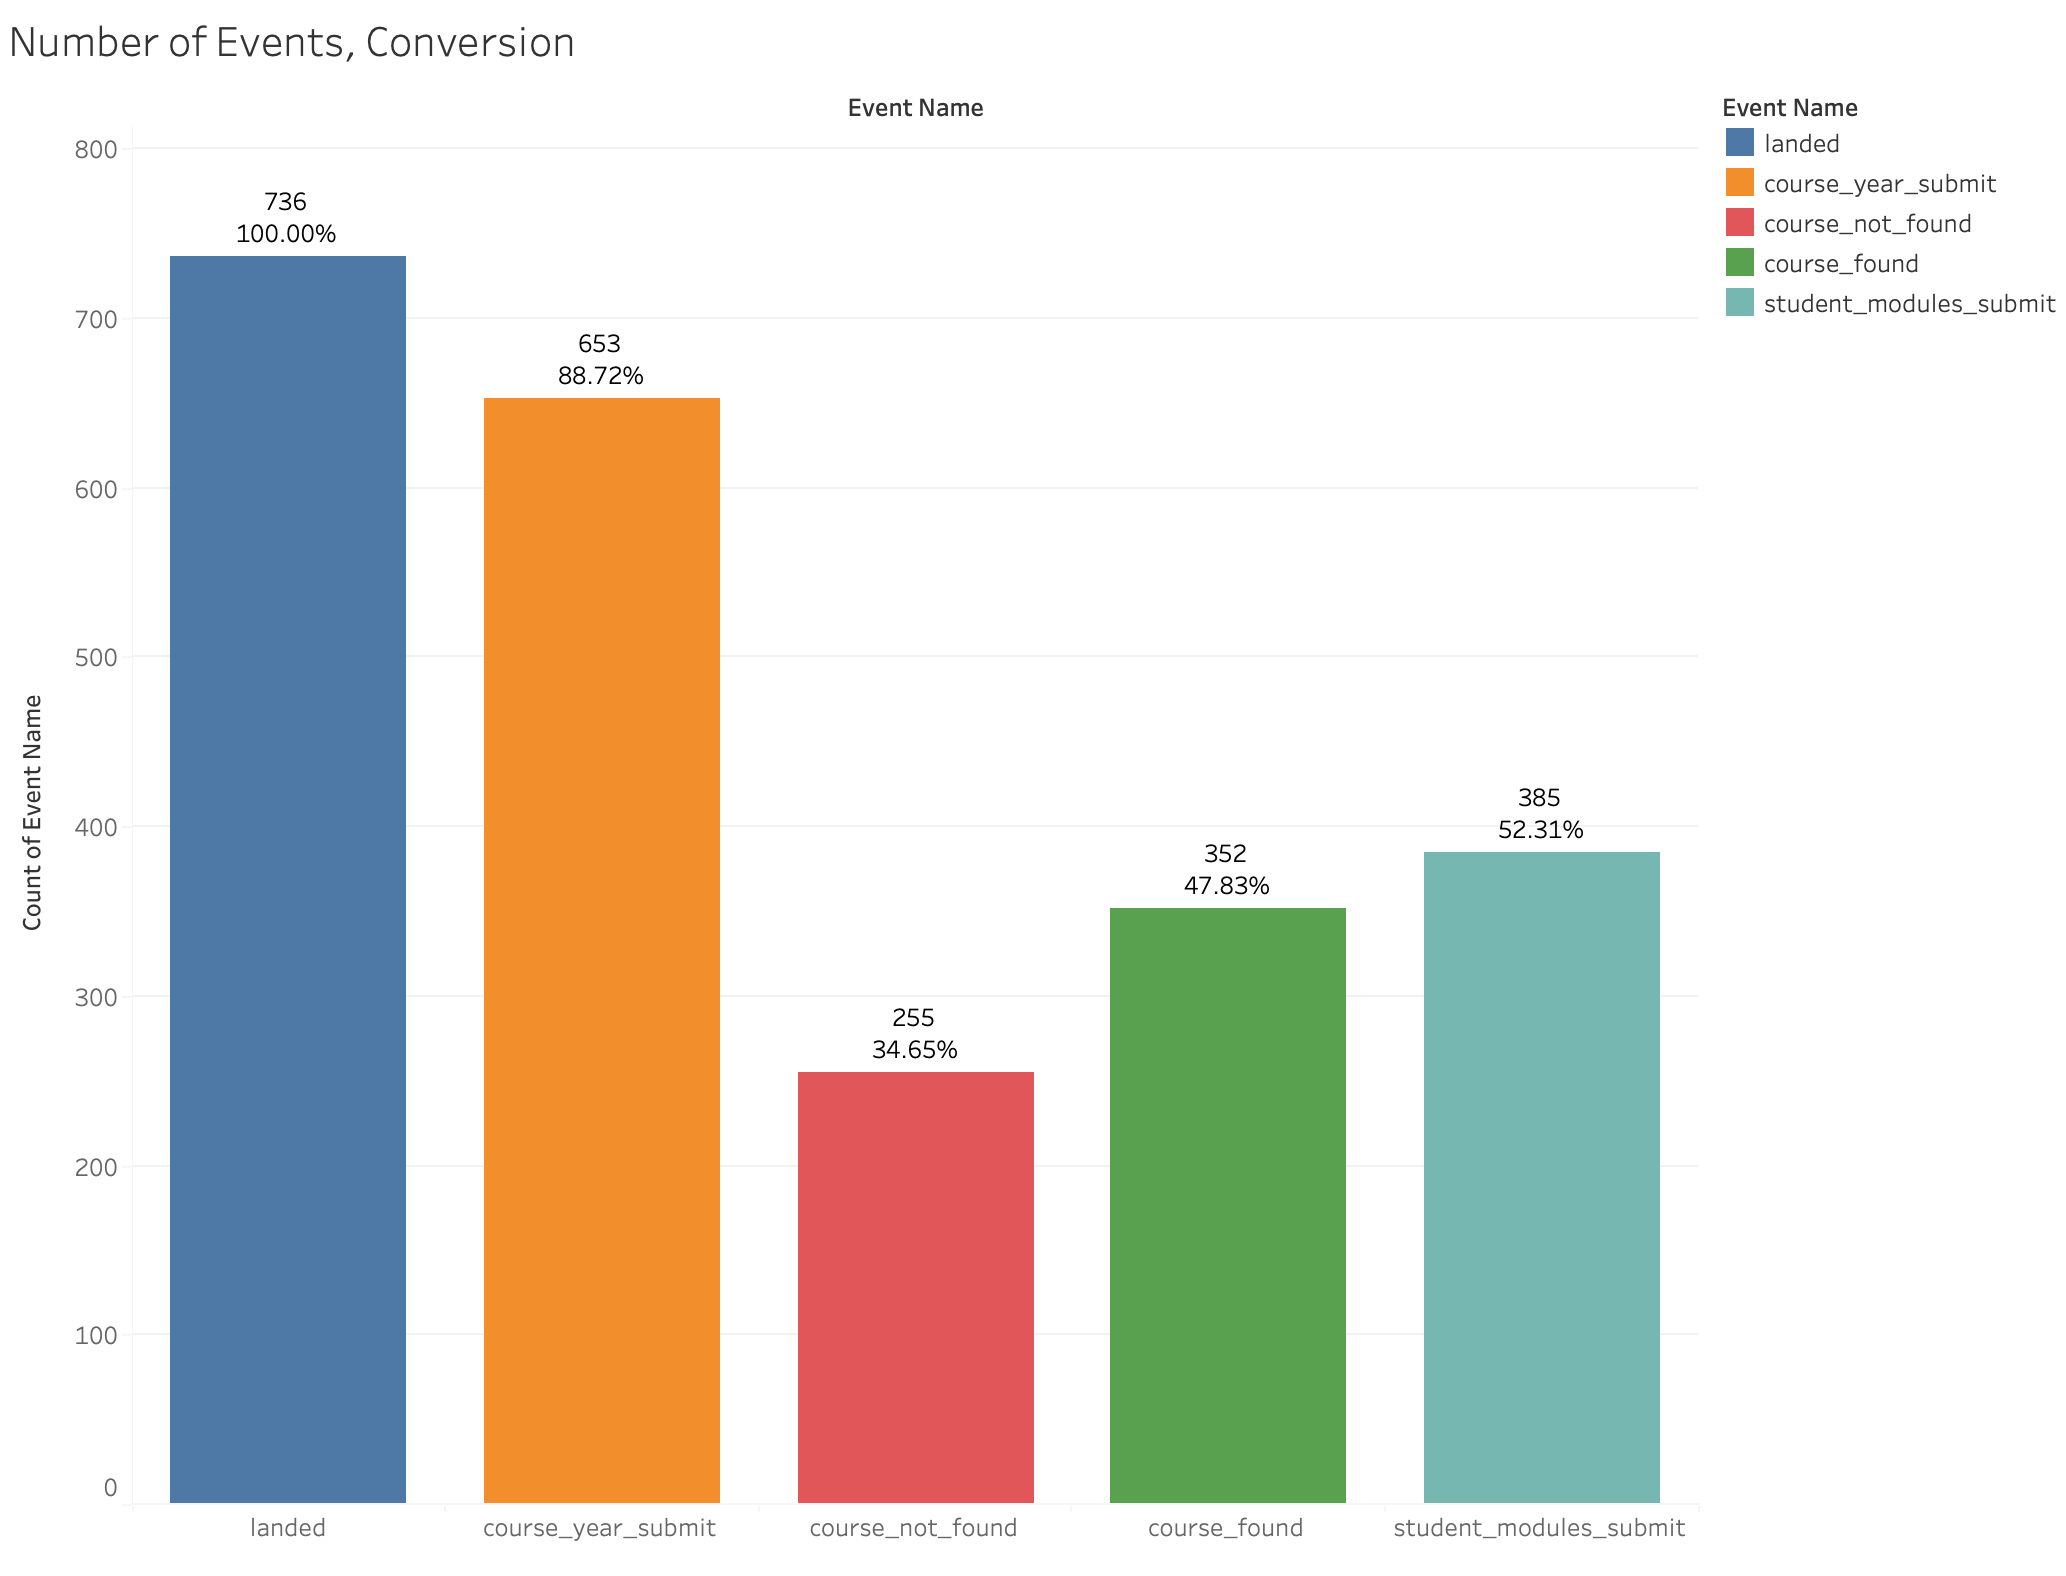 Number of Events, Conversion
Event Name
Count of Event Name
800
700
600
500
400
300
200
100
0
736
100.00%
653
88.72%
255
34.65%
352
47.83%
385
52.31%
landed
course_year_submit
course_not_found
course_found
student_modules_submit
Event Name
landed
course_year_submit
course_not_found
course_found
student_modules_submit